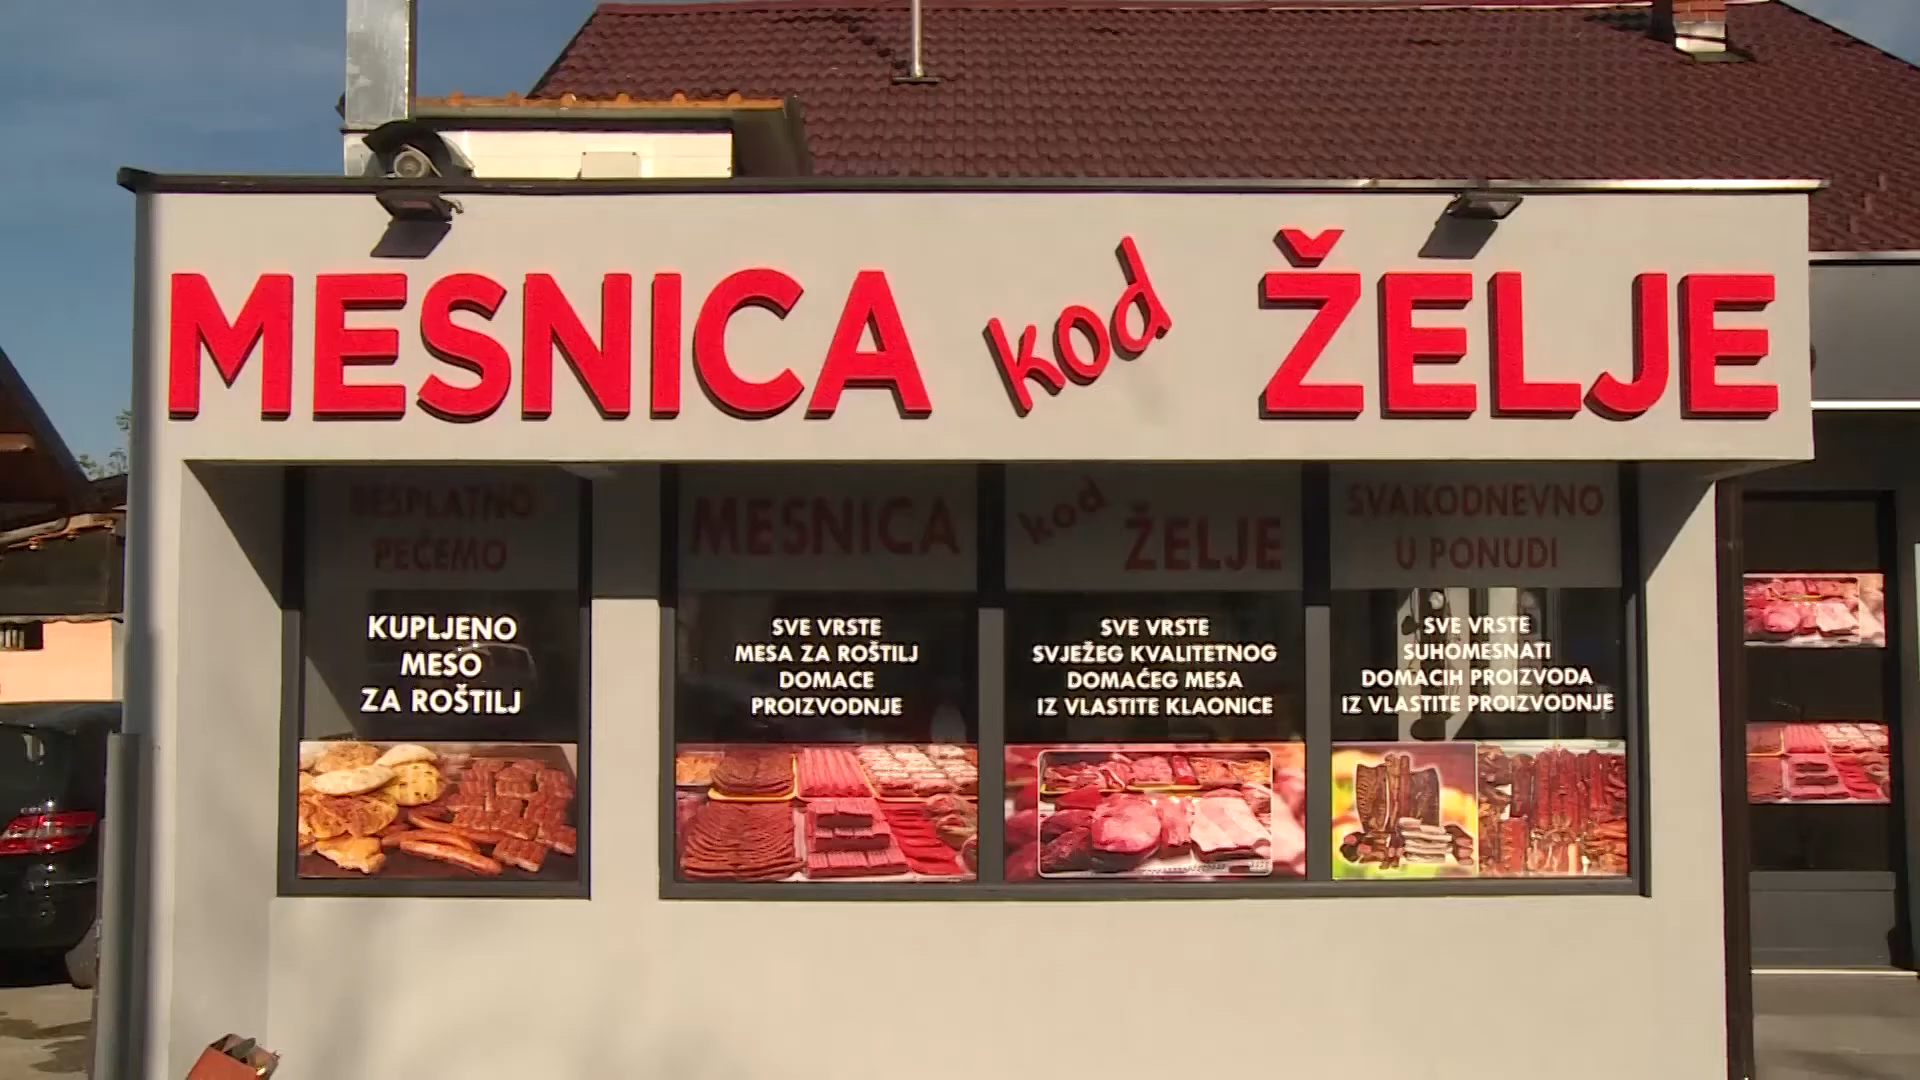 MESNICA kod ŽELJE
BESPLATNO
PEČEMO
KUPLJENO
MESO
ZA ROŠTILJ
MESNICA kod ŽELJE
SVE VRSTE
MESA ZA ROŠTILJ
DOMACE
PROIZVODNJE
SVE VRSTE
SVJEŽEG KVALITETNOG
DOMAĆEG MESA
IZ VLASTITE KLAONICE
SVAKODNEVNO
U PONUDI
SVE VRSTE
SUHOMESNATI
DOMACIH PROIZVODA
IZ VLASTITE PROIZVODNJE